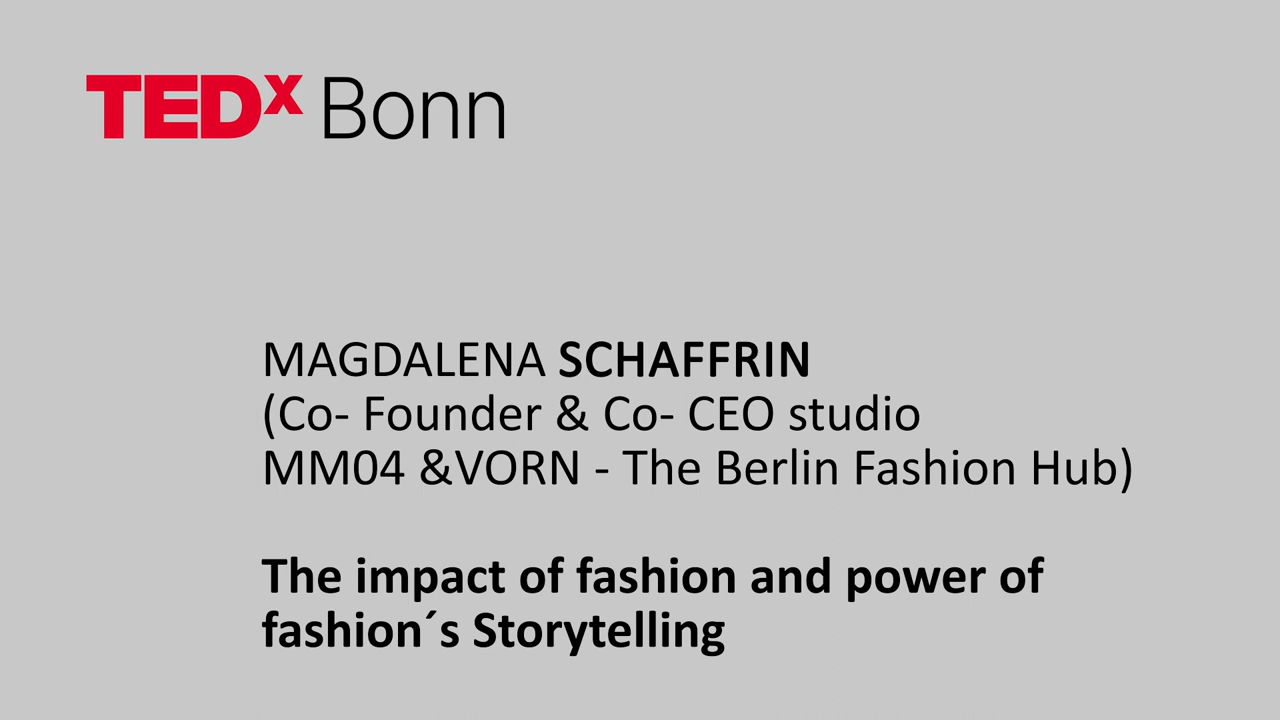 TEDx Bonn
MAGDALENA SCHAFFRIN
(Co- Founder & Co- CEO studio
MM04 &VORN - The Berlin Fashion Hub)
The impact of fashion and power of
fashion´s Storytelling